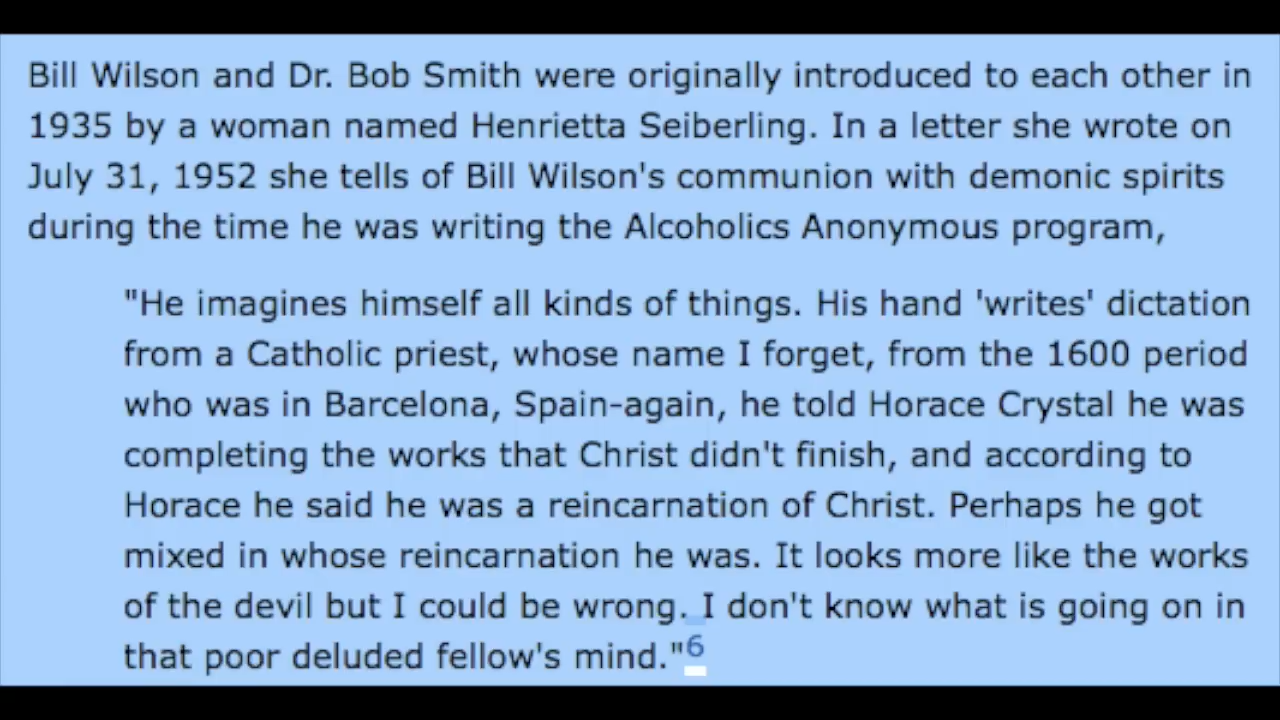 Bill Wilson and Dr. Bob Smith were originally introduced to each other in
1935 by a woman named Henrietta Seiberling. In a letter she wrote on
July 31, 1952 she tells of Bill Wilson's communion with demonic spirits
during the time he was writing the Alcoholics Anonymous program,
"He imagines himself all kinds of things. His hand 'writes' dictation
from a Catholic priest, whose name I forget, from the 1600 period
who was in Barcelona, Spain-again, he told Horace Crystal he was
completing the works that Christ didn't finish, and according to
Horace he said he was a reincarnation of Christ. Perhaps he got
mixed in whose reincarnation he was. It looks more like the works
of the devil but I could be wrong. I don't know what is going on in
that poor deluded fellow's mind."6